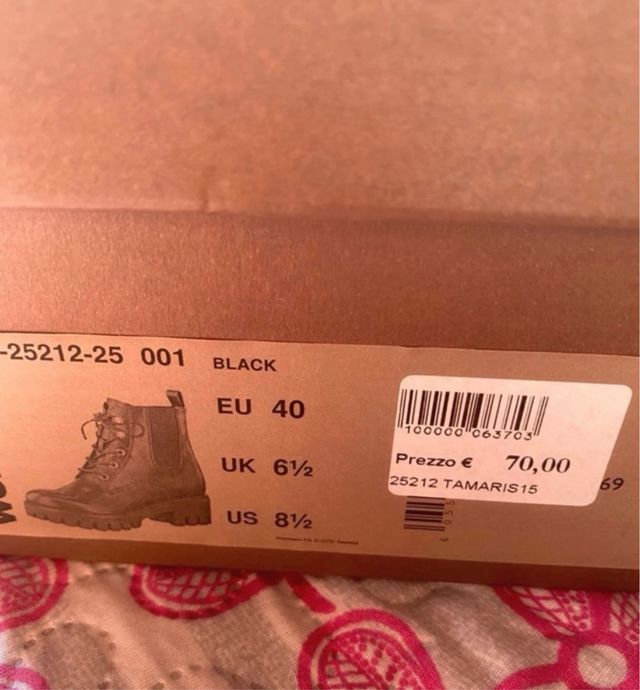 -25212-25 001 BLACK
EU 40
UK 6½
US 8½
100000 063703
Prezzo € 70,00
25212 TAMARIS15
69